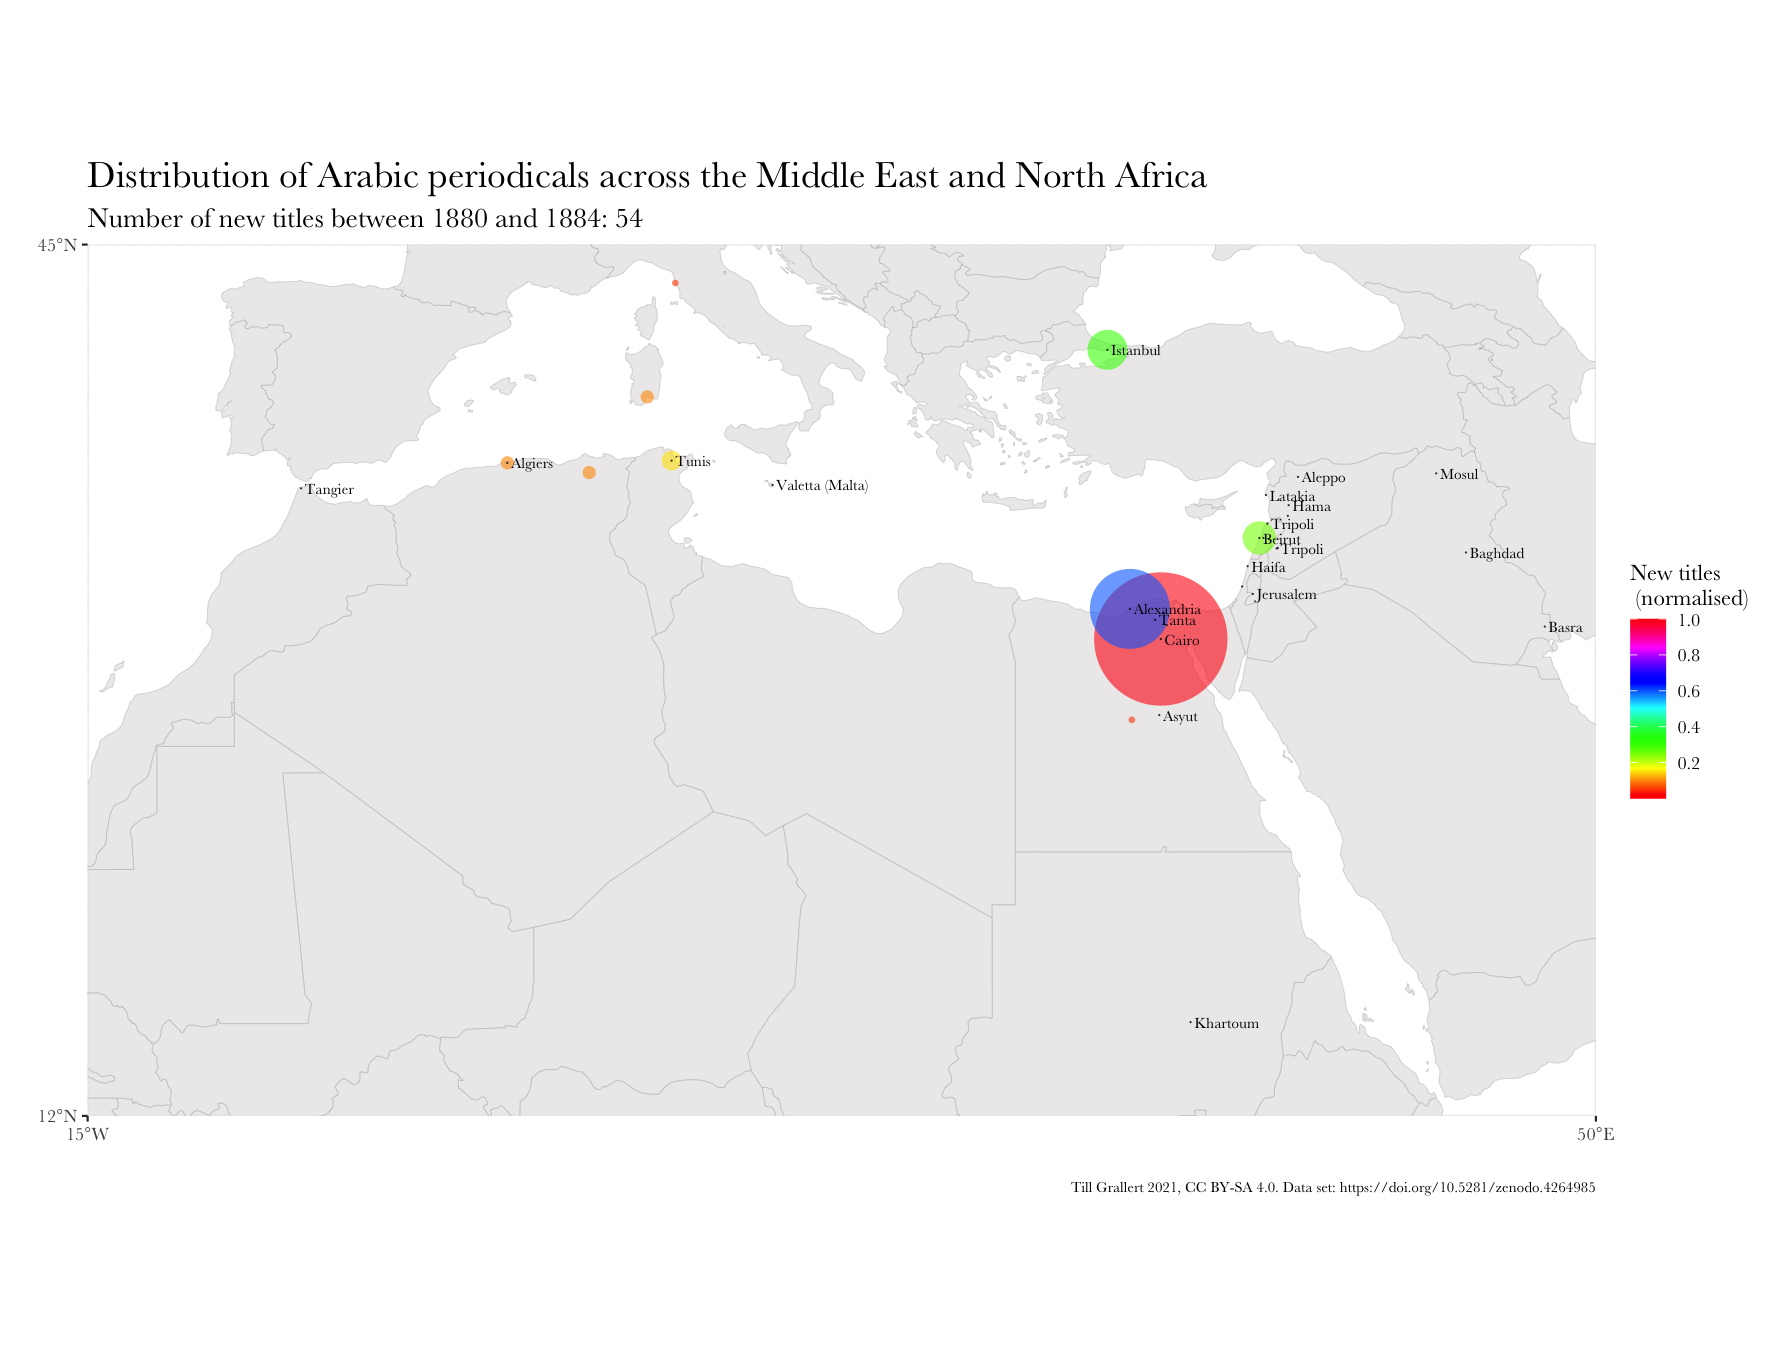 Distribution of Arabic periodicals across the Middle East and North Africa
Number of new titles between 1880 and 1884: 54
45°N
Istanbul
Algiers
Tunis
Tangier
Valetta (Malta)
Aleppo
Mosul
Latakia
Hama
Tripoli
Beirut
Tripoli
Baghdad
Haifa
Jerusalem
Alexandria
Tanta
Basra
Cairo
Asyut
Khartoum
New titles
(normalised)
1.0
0.8
0.6
0.4
0.2
12°N
15°W
50°E
Till Grallert 2021, CC BY-SA 4.0. Data set: https://doi.org/10.5281/zenodo.4264985